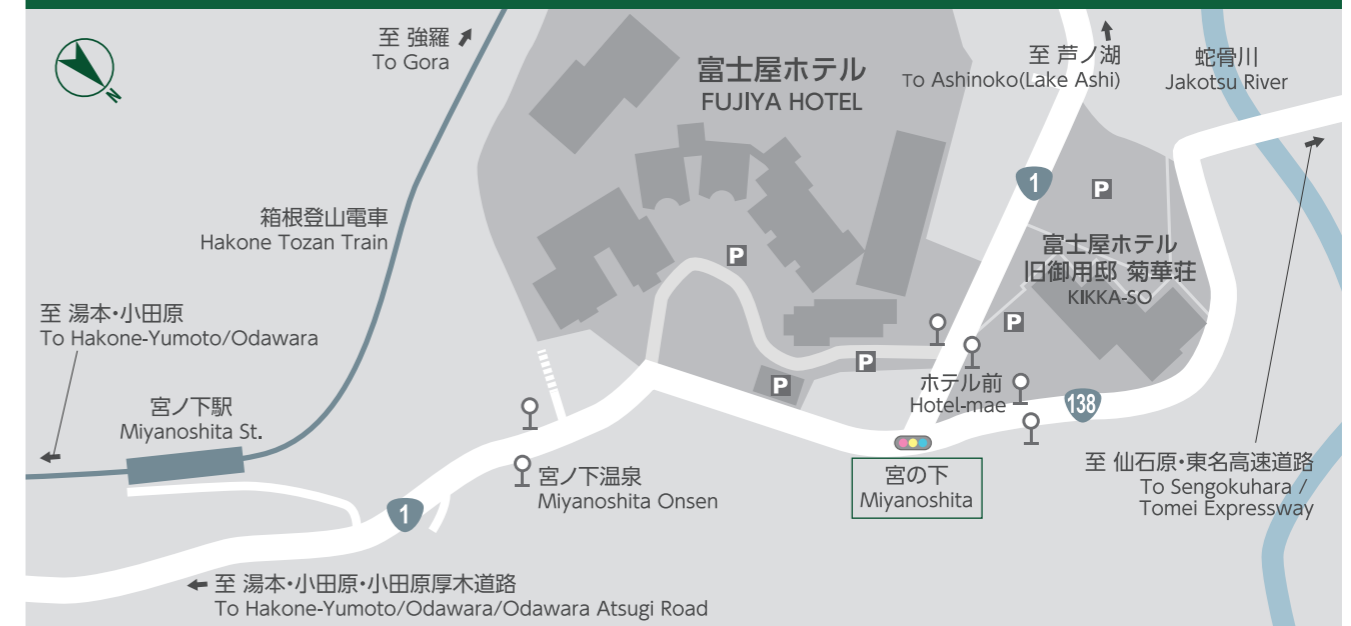 至 強羅
To Gora
富士屋ホテル
FUJIYA HOTEL
至 芦ノ湖
To Ashinoko(Lake Ashi)
蛇骨川
Jakotsu River
N
1
P
箱根登山電車
Hakone Tozan Train
P
富士屋ホテル
旧御用邸 菊華荘
KIKKA-SO
至 湯本・小田原
To Hakone-Yumoto/Odawara
P
P
P
ホテル前
Hotel-mae
138
宮ノ下駅
Miyanoshita St.
宮ノ下温泉
Miyanoshita Onsen
宮の下
Miyanoshita
至 仙石原・東名高速道路
To Sengokuhara /
Tomei Expressway
1
至 湯本・小田原・小田原厚木道路
To Hakone-Yumoto/Odawara/Odawara Atsugi Road